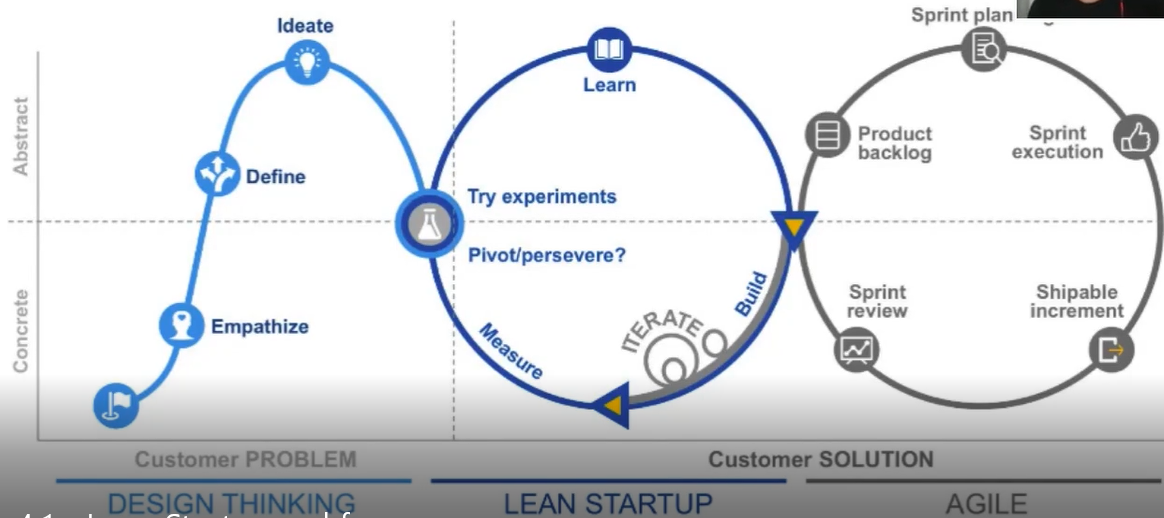 Ideate
Sprint plan
Learn
Abstract
Product
backlog
Sprint
execution
Define
Try experiments
Pivot/persevere?
Concrete
Empathize
Measure
ITERATE
Build
Sprint
review
Shipable
increment
Customer PROBLEM
Customer SOLUTION
DESIGN THINKING
LEAN STARTUP
AGILE